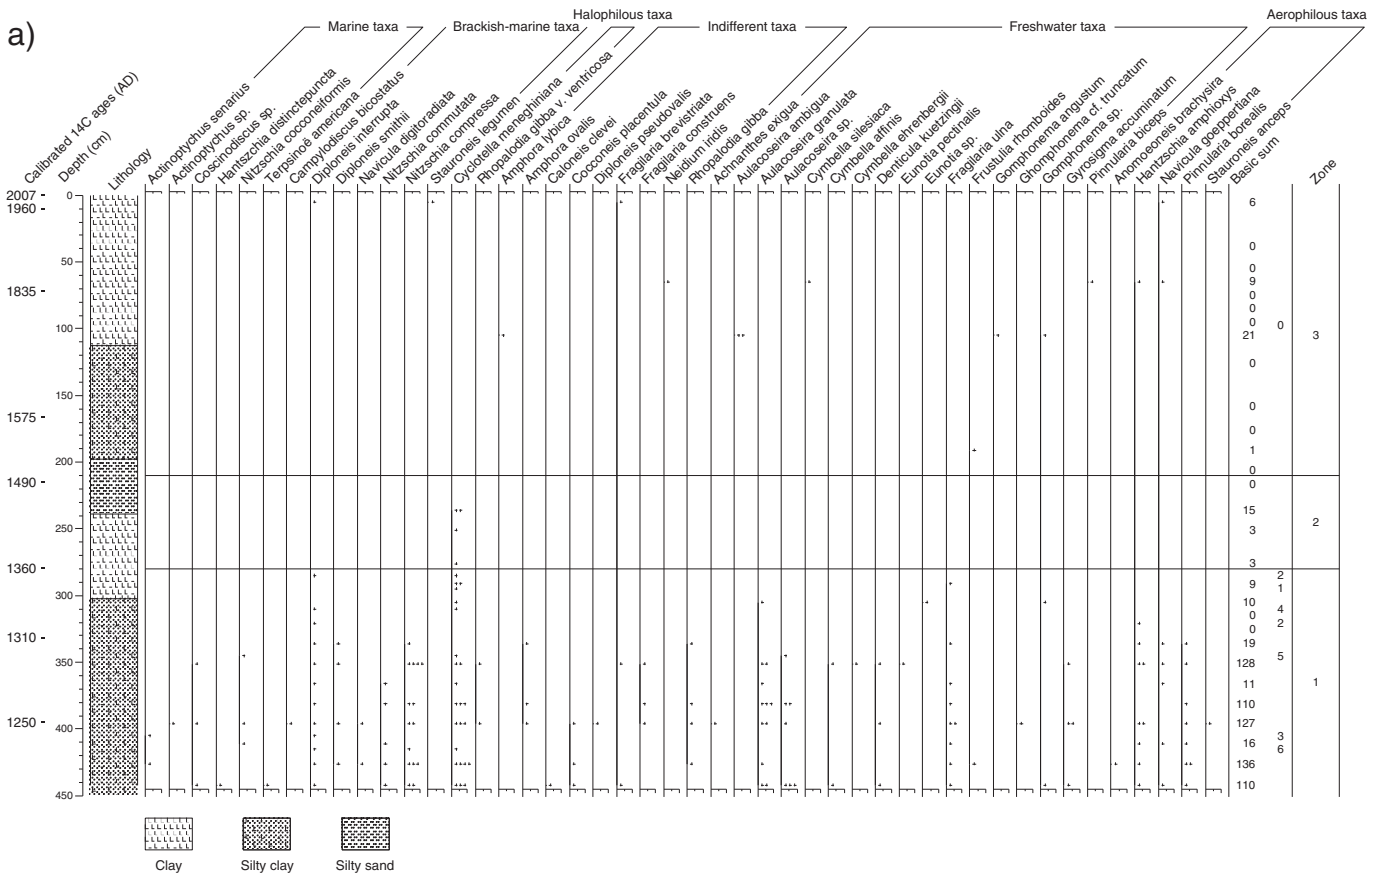 a)
Marine taxa
Brackish-marine taxa
Halophilous taxa
Indifferent taxa
Freshwater taxa
Aerophilous taxa
Calibrated 14C ages (AD)
Depth (cm)
Lithology
Actinoptychus senarius
Actinoptychus sp.
Coscinodiscus sp.
Hantszchia distinctepuncta
Nitzschia cocconeiformis
Terpsinoë americana
Campylodiscus bicostatus
Diploneis interrupta
Diploneis smithii
Navicula digitoradiata
Nitzschia commutata
Nitzschia compressa
Stauroneis legumen
Cyclotella meneghiniana
Rhopalodia gibba v. ventricosa
Amphora lybica
Amphora ovalis
Caloneis clevei
Cocconeis placentula
Diploneis pseudovalis
Fragilaria brevistriata
Fragilaria construens
Neidium iridis
Rhopalodia gibba
Achnanthes exigua
Aulacoseira ambigua
Aulacoseira granulata
Aulacoseira sp.
Cymbella silesiaca
Cymbella affinis
Cymbella ehrenbergii
Denticula kuetzingii
Eunotia pectinalis
Eunotia sp.
Fragilaria ulna
Frustulia rhomboides
Gomphonema angustum
Ghomphonema cf. truncatum
Gomphonema sp.
Gyrosigma accuminatum
Pinnularia biceps
Anomoeoneis brachysira
Hantzschia amphioxys
Navicula goeppertiana
Pinnularia borealis
Stauroneis anceps
Basic sum
Zone
2007
1960
1835
1575
1490
1360
1310
1250
0
50
100
150
200
250
300
350
400
450
6
0
0
9
0
0
0
0
21
0
0
0
1
0
0
15
3
3
2
9
1
10
4
0
2
0
19
5
128
11
110
127
3
16
6
136
110
3
2
1
Clay
Silty clay
Silty sand